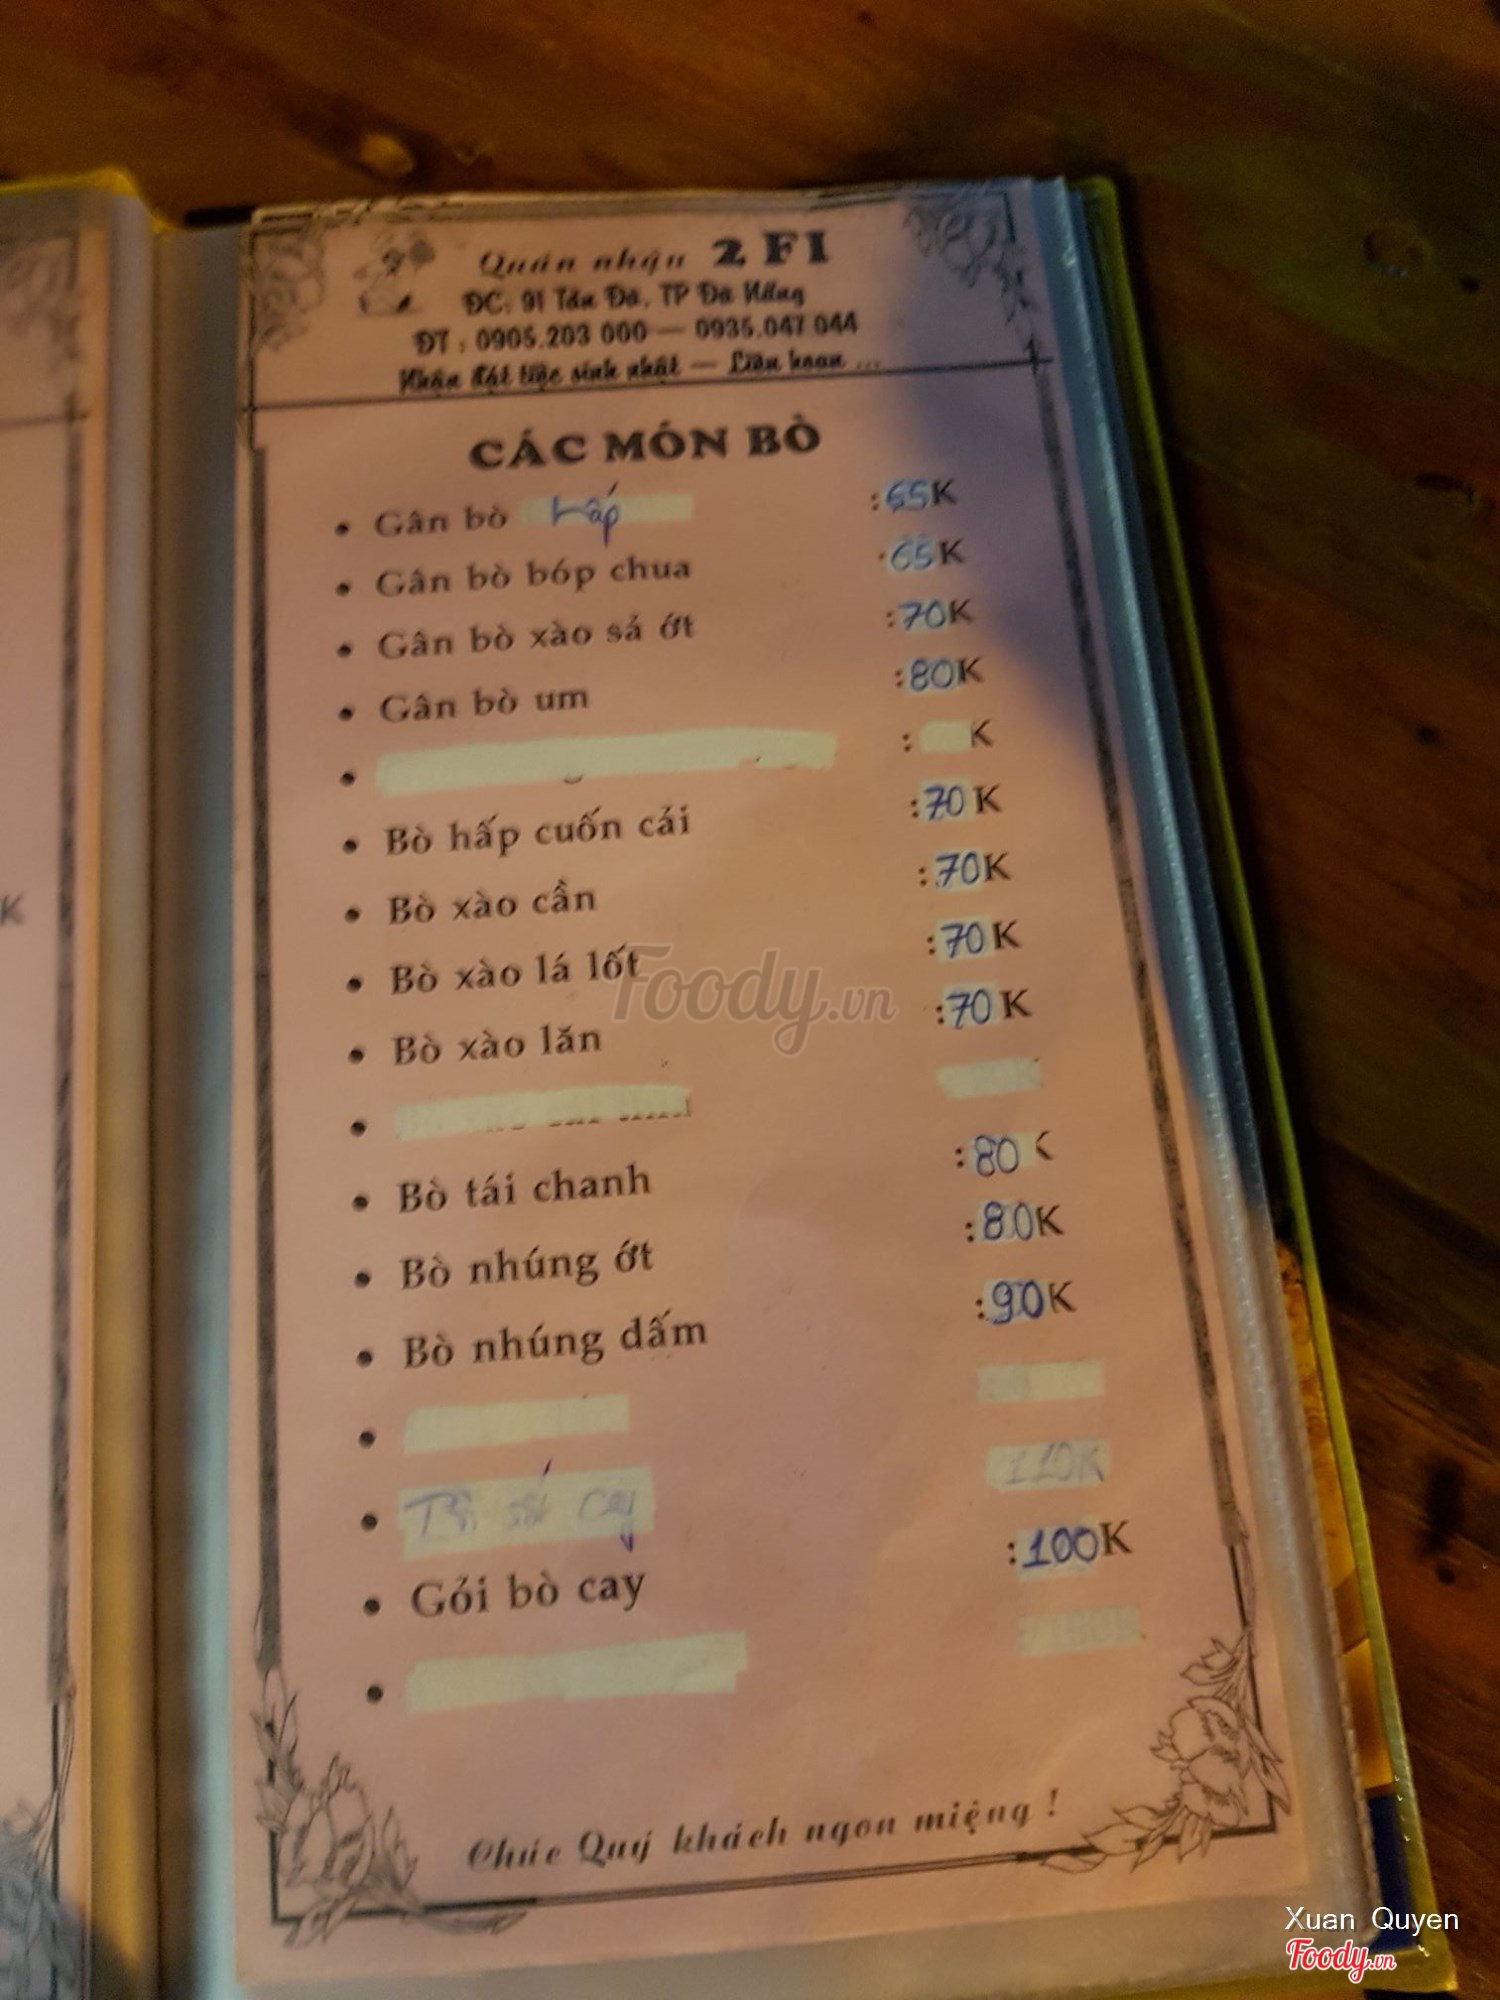 Quán nhậu 2 FI
ĐC: 91 Tản Đà, TP Đà Nẵng
ĐT : 0905.203 000 — 0935.047 044
Nhận đặt tiệc sinh nhật — Liên hoan ...
CÁC MÓN BÒ
• Gân bò hấp :65K
• Gân bò bóp chua :65K
• Gân bò xào sả ớt :70K
• Gân bò um :80K
• : K
• Bò hấp cuốn cải :70K
• Bò xào cần :70K
• Bò xào lá lốt :70K
• Bò xào lăn :70K
•
• Bò tái chanh :80K
• Bò nhúng ớt :80K
• Bò nhúng dấm :90K
•
• cay 110K
• Gỏi bò cay :100K
•
Chúc Quý khách ngon miệng !
K
Foody.vn
Xuan Quyen
Foody.vn